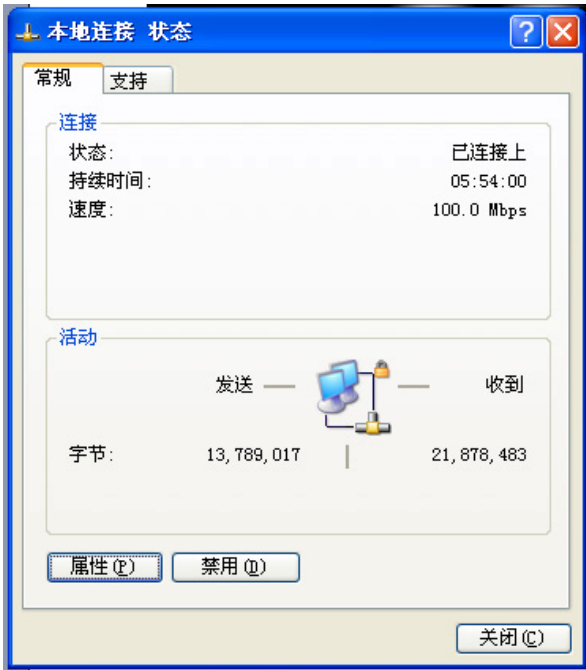 本地连接 状态
常规 支持
连接
状态: 已连接上
持续时间: 05:54:00
速度: 100.0 Mbps
活动
发送 — — 收到
字节: 13,789,017 | 21,878,483
属性(P) 禁用(D)
关闭(C)